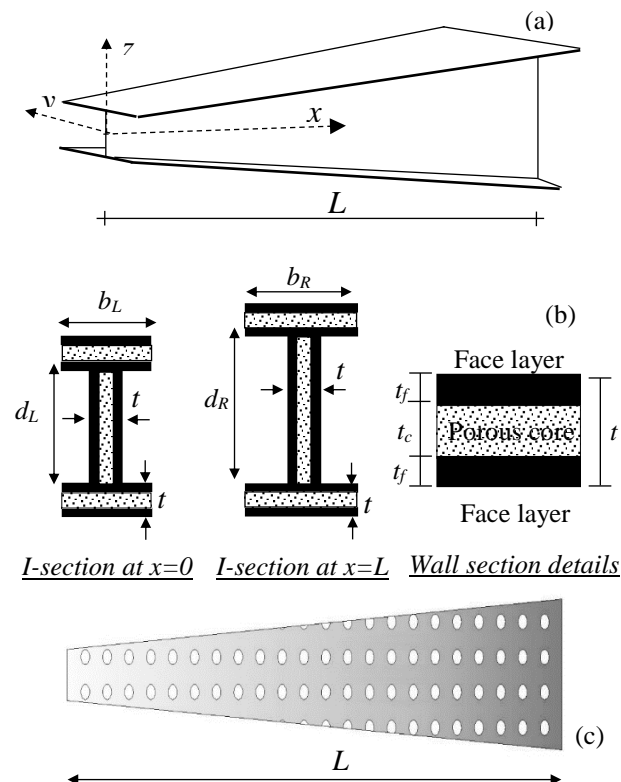 (a)
z
y
x
L
b_L
b_R
(b)
Face layer
d_L
t
d_R
t
t_f
t_c
t_f
Porous core
t
t
t
Face layer
I-section at x=0
I-section at x=L
Wall section details
(c)
L